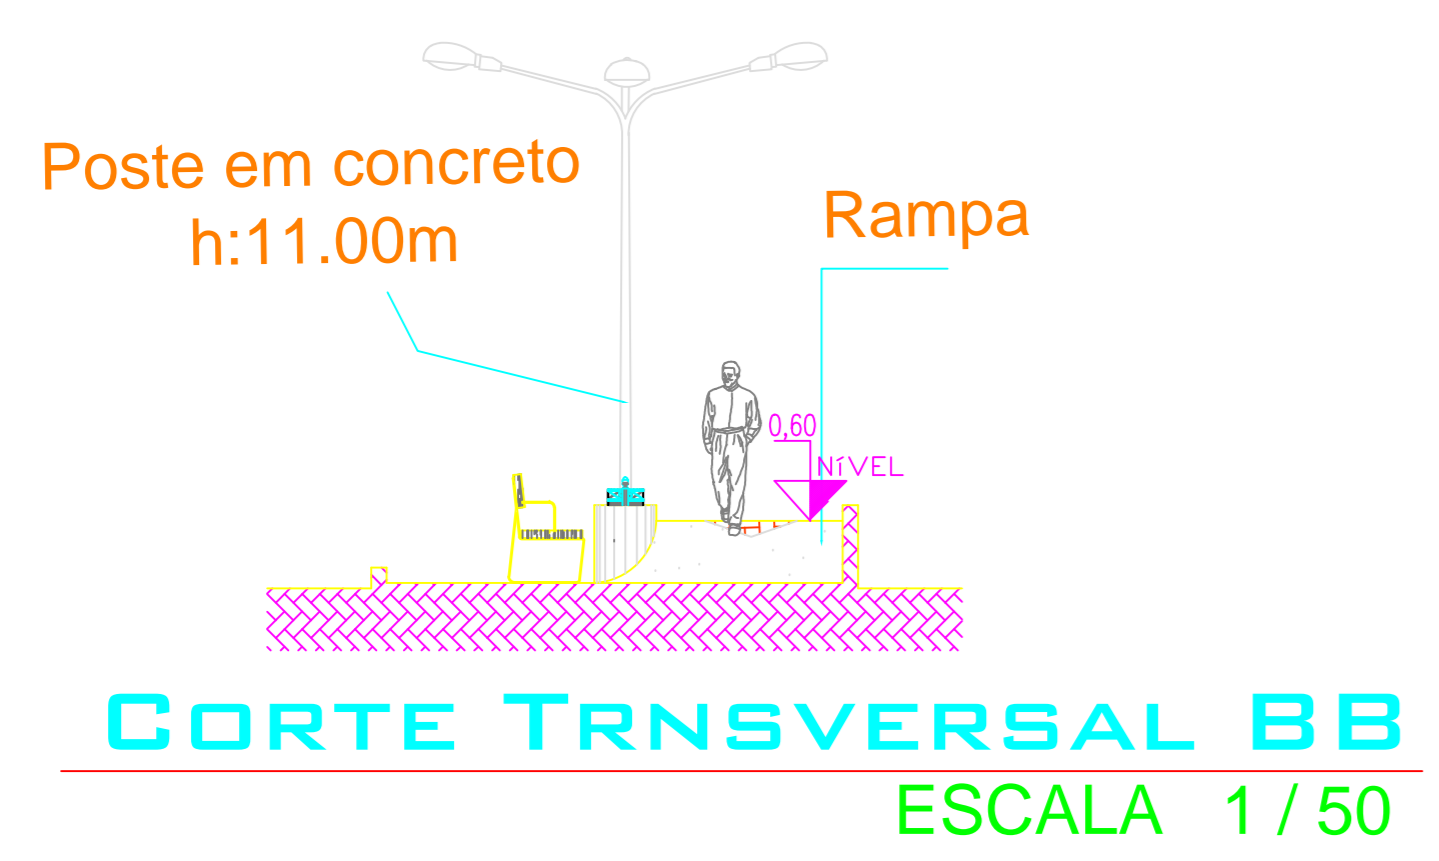 Poste em concreto
h:11.00m
Rampa
0,60
NíVEL
CORTE TRNSVERSAL BB
ESCALA 1/50